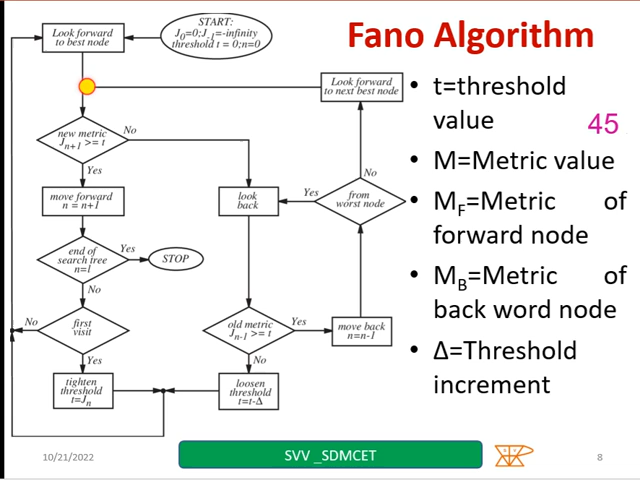 Fano Algorithm
START:
J0=0;J-1=-infinity
threshold t = 0;n=0
Look forward
to best node
Look forward
to next best node
new metric
Jn+1 >= t
No
Yes
move forward
n = n+1
look
back
Yes
from
worst node
No
end of
search tree
n=l
Yes
STOP
No
first
visit
No
Yes
old metric
Jn-1 >= t
Yes
No
move back
n=n-1
tighten
threshold
t=Jn
loosen
threshold
t=t-Δ
• t=threshold
value
45
• M=Metric value
• MF=Metric of
forward node
• MB=Metric of
back word node
• Δ=Threshold
increment
10/21/2022
SVV _SDMCET
8